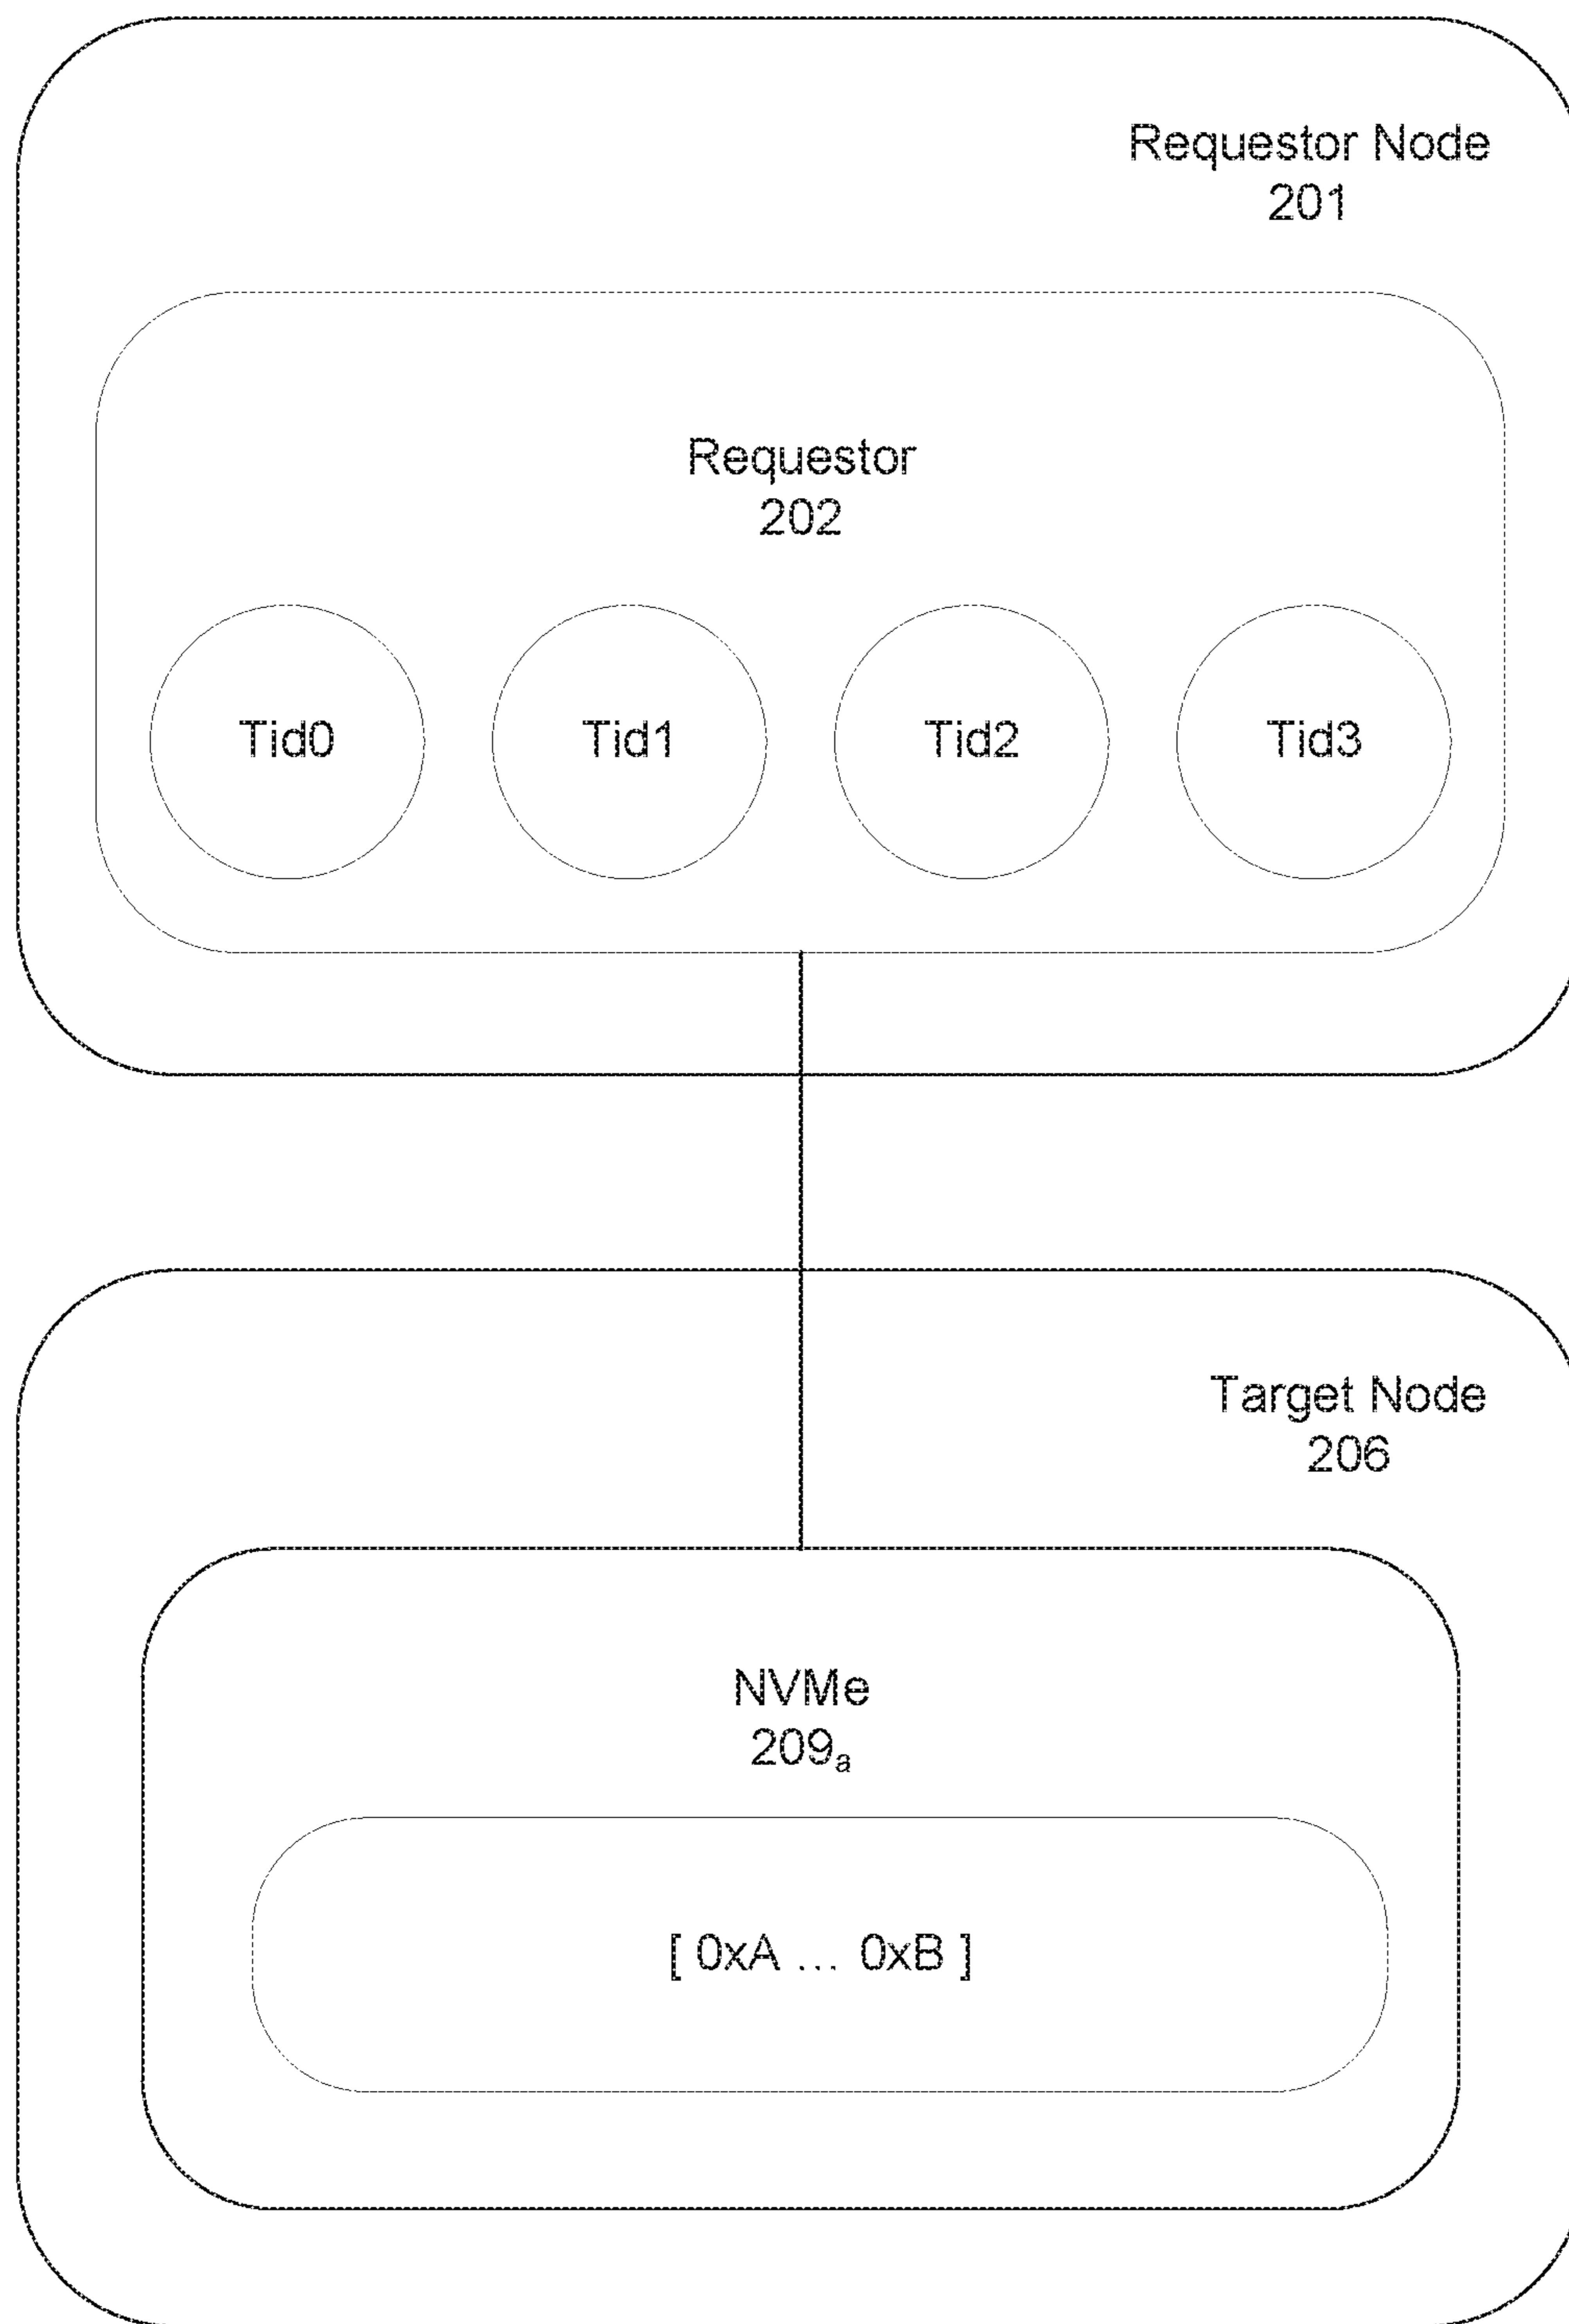 Requestor Node
201
Requestor
202
Tid0 Tid1 Tid2 Tid3
Target Node
206
NVMe
209a
[ 0xA ... 0xB ]